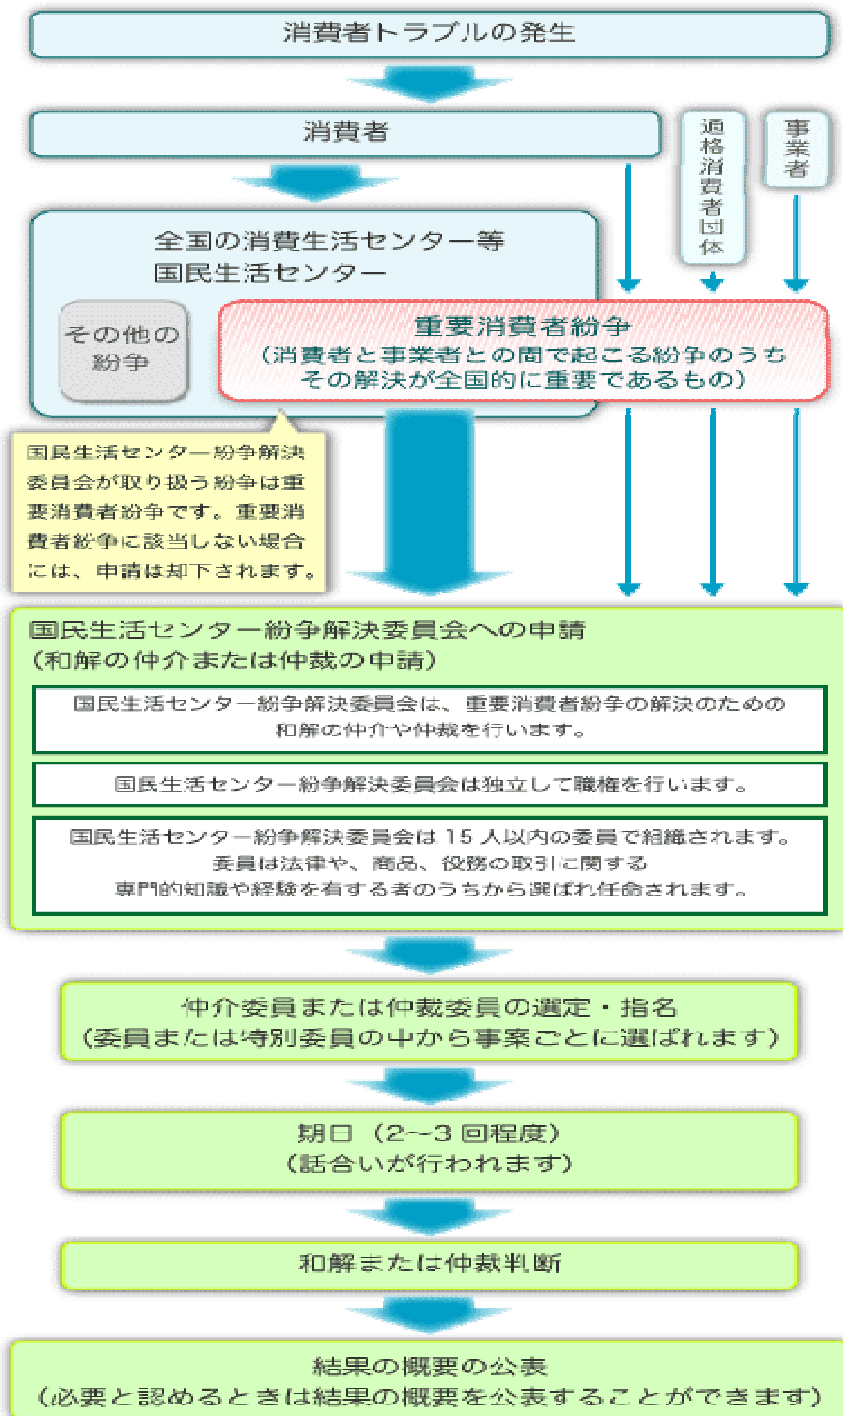 消費者トラブルの発生
消費者
適格消費者団体
事業者
全国の消費生活センター等
国民生活センター
その他の
紛争
重要消費者紛争
(消費者と事業者との間で起こる紛争のうち
その解決が全国的に重要であるもの)
国民生活センター紛争解決
委員会が取り扱う紛争は重
要消費者紛争です。重要消
費者紛争に該当しない場合
には、申請は却下されます。
国民生活センター紛争解決委員会への申請
(和解の仲介または仲裁の申請)
国民生活センター紛争解決委員会は、重要消費者紛争の解決のための
和解の仲介や仲裁を行います。
国民生活センター紛争解決委員会は独立して職権を行います。
国民生活センター紛争解決委員会は 15 人以内の委員で組織されます。
委員は法律や、商品、役務の取引に関する
専門的知識や経験を有する者のうちから選ばれ任命されます。
仲介委員または仲裁委員の選定・指名
(委員または特別委員の中から事案ごとに選ばれます)
期日(2〜3 回程度)
(話合いが行われます)
和解または仲裁判断
結果の概要の公表
(必要と認めるときは結果の概要を公表することができます)